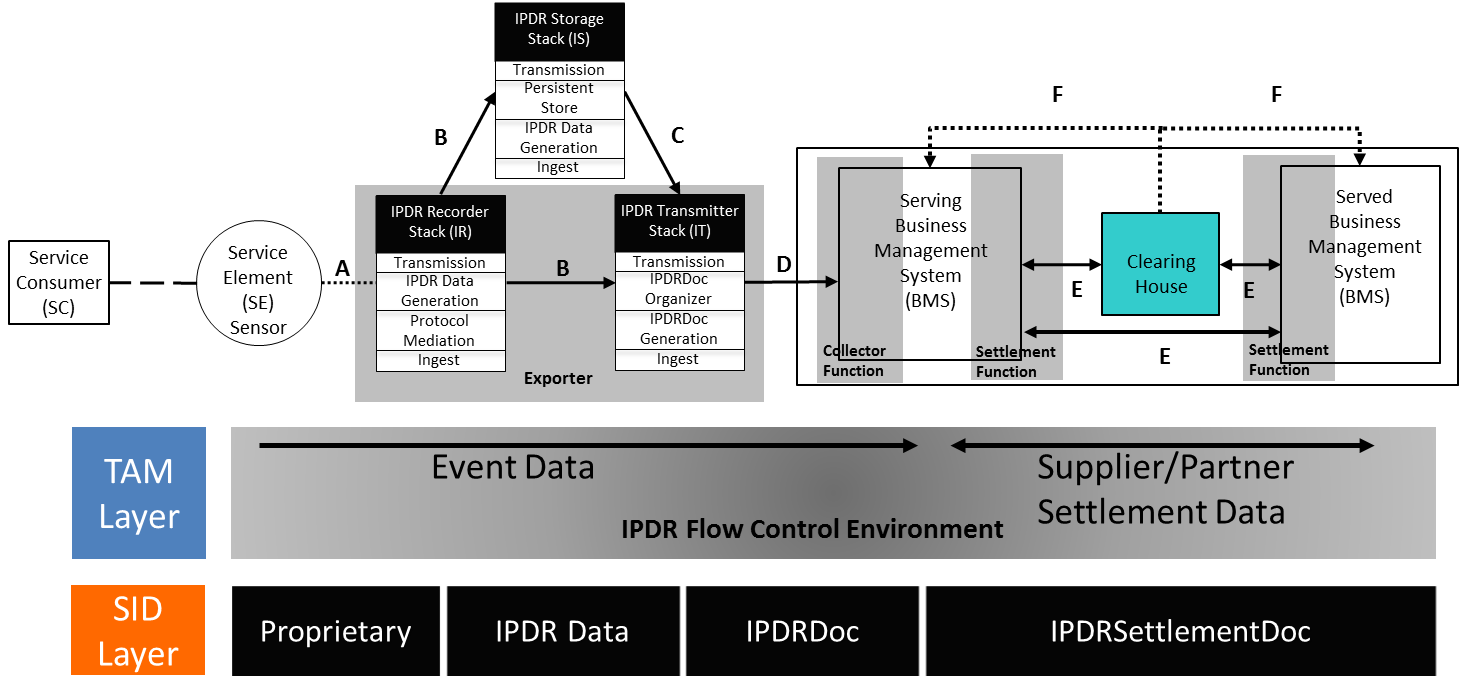 IPDR Storage
Stack (IS)
Transmission
Persistent
Store
IPDR Data
Generation
Ingest
B
C
F
F
Service
Consumer
(SC)
Service
Element
(SE)
Sensor
A
IPDR Recorder
Stack (IR)
Transmission
IPDR Data
Generation
Protocol
Mediation
Ingest
B
IPDR Transmitter
Stack (IT)
Transmission
IPDRDoc
Organizer
IPDRDoc
Generation
Ingest
Exporter
D
Serving
Business
Management
System
(BMS)
Collector
Function
Settlement
Function
E
Clearing
House
E
E
Served
Business
Management
System
(BMS)
Settlement
Function
TAM
Layer
Event Data
Supplier/Partner
Settlement Data
IPDR Flow Control Environment
SID
Layer
Proprietary
IPDR Data
IPDRDoc
IPDRSettlementDoc